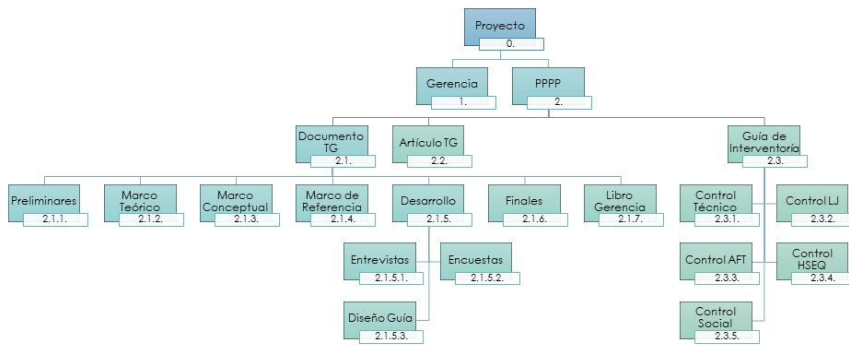 Proyecto
0.
Gerencia
1.
PPPP
2.
Documento
TG
2.1.
Artículo TG
2.2.
Guía de
Interventoría
2.3.
Preliminares
2.1.1.
Marco
Teórico
2.1.2.
Marco
Conceptual
2.1.3.
Marco de
Referencia
2.1.4.
Desarrollo
2.1.5.
Finales
2.1.6.
Libro
Gerencia
2.1.7.
Control
Técnico
2.3.1.
Control LJ
2.3.2.
Entrevistas
2.1.5.1.
Encuestas
2.1.5.2.
Control AFT
2.3.3.
Control
HSEQ
2.3.4.
Diseño Guía
2.1.5.3.
Control
Social
2.3.5.